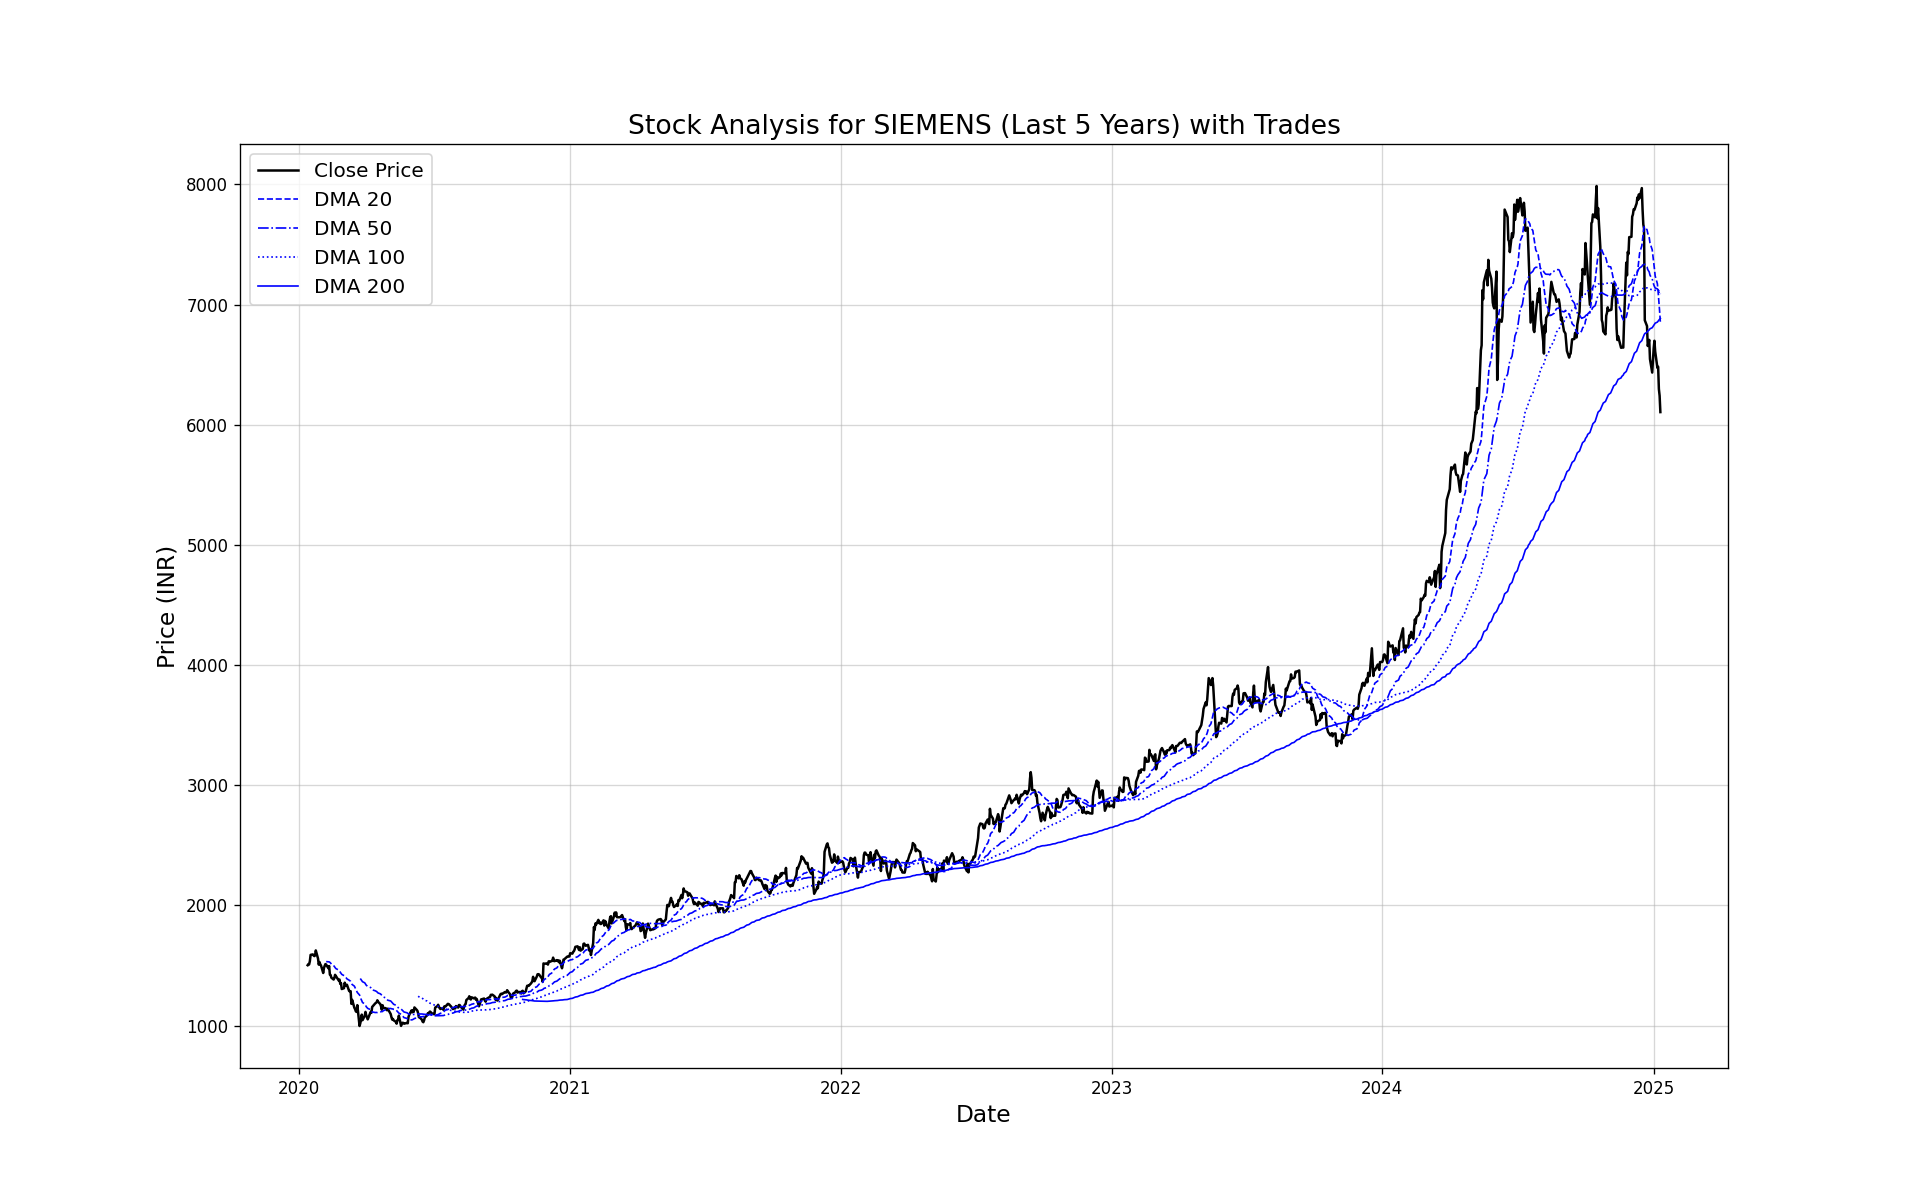 Stock Analysis for SIEMENS (Last 5 Years) with Trades
Close Price
DMA 20
DMA 50
DMA 100
DMA 200
8000
7000
6000
5000
4000
3000
2000
1000
Price (INR)
2020 2021 2022 2023 2024 2025
Date